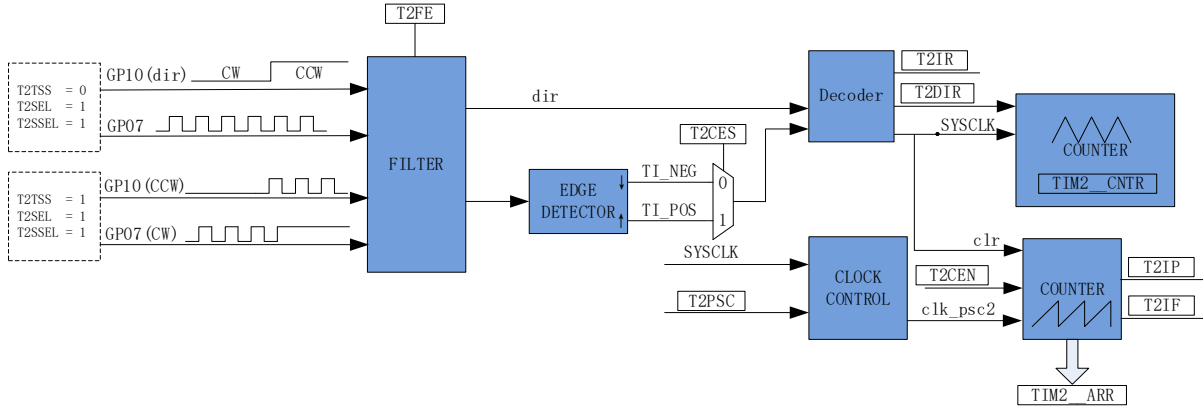 T2FE
GP10(dir)
CW
CCW
T2TSS = 0
T2SEL = 1
T2SSEL = 1
GP07
FILTER
dir
Decoder
T2IR
T2DIR
SYSCLK
COUNTER
TIM2__CNTR
T2CES
TI_NEG
0
EDGE
DETECTOR
TI_POS
1
GP10(CCW)
T2TSS = 1
T2SEL = 1
T2SSEL = 1
GP07(CW)
SYSCLK
T2PSC
CLOCK
CONTROL
clr
T2CEN
clk_psc2
COUNTER
T2IP
T2IF
TIM2__ARR